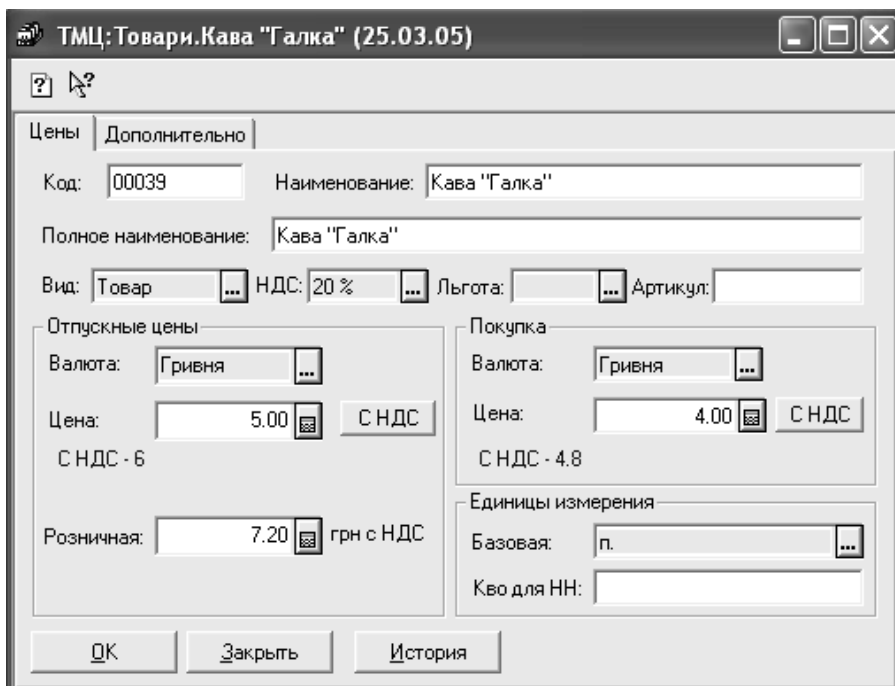 ТМЦ:Товари.Кава "Галка" (25.03.05)
Цены Дополнительно
Код: 00039 Наименование: Кава "Галка"
Полное наименование: Кава "Галка"
Вид: Товар ... НДС: 20 % ... Льгота: ... Артикул:
Отпускные цены Покупка
Валюта: Гривня ... Валюта: Гривня ...
Цена: 5.00 С НДС Цена: 4.00 С НДС
С НДС - 6 С НДС - 4.8
Единицы измерения
Розничная: 7.20 грн с НДС Базовая: п. ...
Кво для НН:
OK Закрыть История